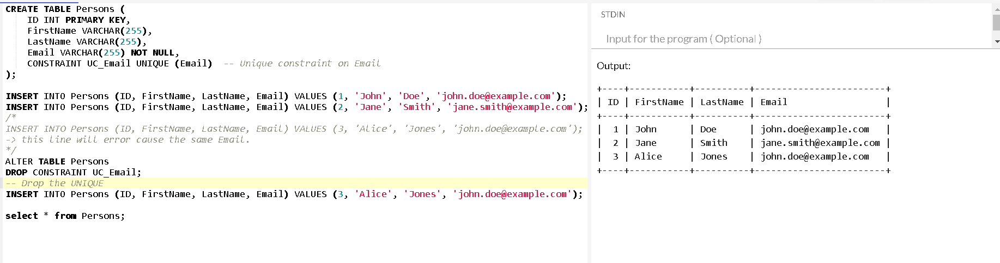 CREATE TABLE Persons (
    ID INT PRIMARY KEY,
    FirstName VARCHAR(255),
    LastName VARCHAR(255),
    Email VARCHAR(255) NOT NULL,
    CONSTRAINT UC_Email UNIQUE (Email)  -- Unique constraint on Email
);

INSERT INTO Persons (ID, FirstName, LastName, Email) VALUES (1, 'John', 'Doe', 'john.doe@example.com');
INSERT INTO Persons (ID, FirstName, LastName, Email) VALUES (2, 'Jane', 'Smith', 'jane.smith@example.com');
/*
INSERT INTO Persons (ID, FirstName, LastName, Email) VALUES (3, 'Alice', 'Jones', 'john.doe@example.com');
-> this line will error cause the same Email.
*/
ALTER TABLE Persons
DROP CONSTRAINT UC_Email;
-- Drop the UNIQUE
INSERT INTO Persons (ID, FirstName, LastName, Email) VALUES (3, 'Alice', 'Jones', 'john.doe@example.com');

select * from Persons;
STDIN
Input for the program ( Optional )
Output:
+----+-----------+----------+------------------------+
| ID | FirstName | LastName | Email                  |
+----+-----------+----------+------------------------+
|  1 | John      | Doe      | john.doe@example.com   |
|  2 | Jane      | Smith    | jane.smith@example.com |
|  3 | Alice     | Jones    | john.doe@example.com   |
+----+-----------+----------+------------------------+